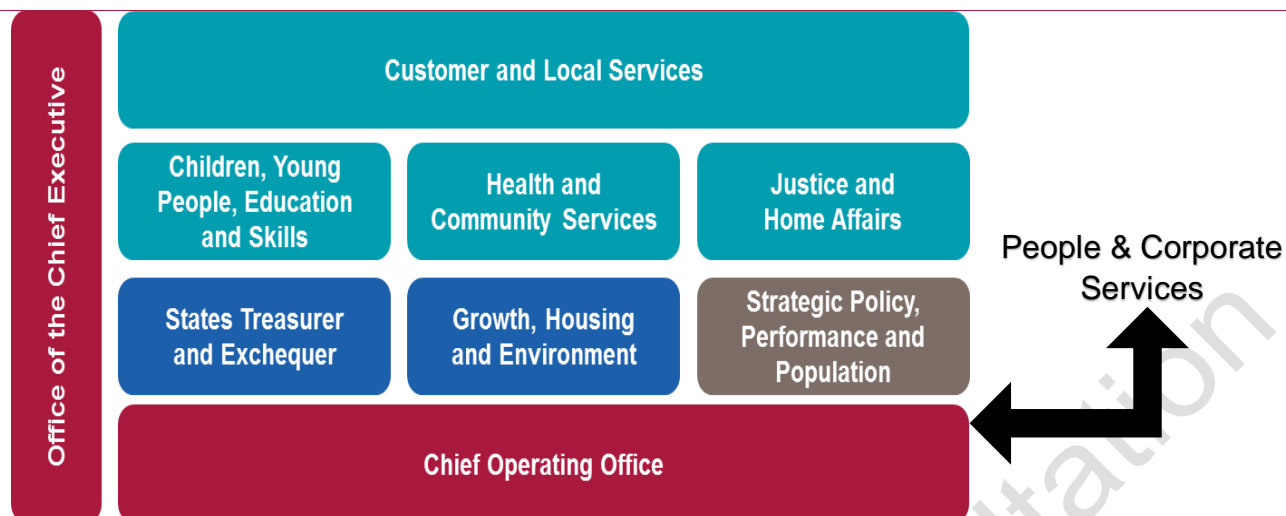 Office of the Chief Executive
Customer and Local Services
Children, Young
People, Education
and Skills
Health and
Community Services
Justice and
Home Affairs
States Treasurer
and Exchequer
Growth, Housing
and Environment
Strategic Policy,
Performance and
Population
Chief Operating Office
People & Corporate
Services